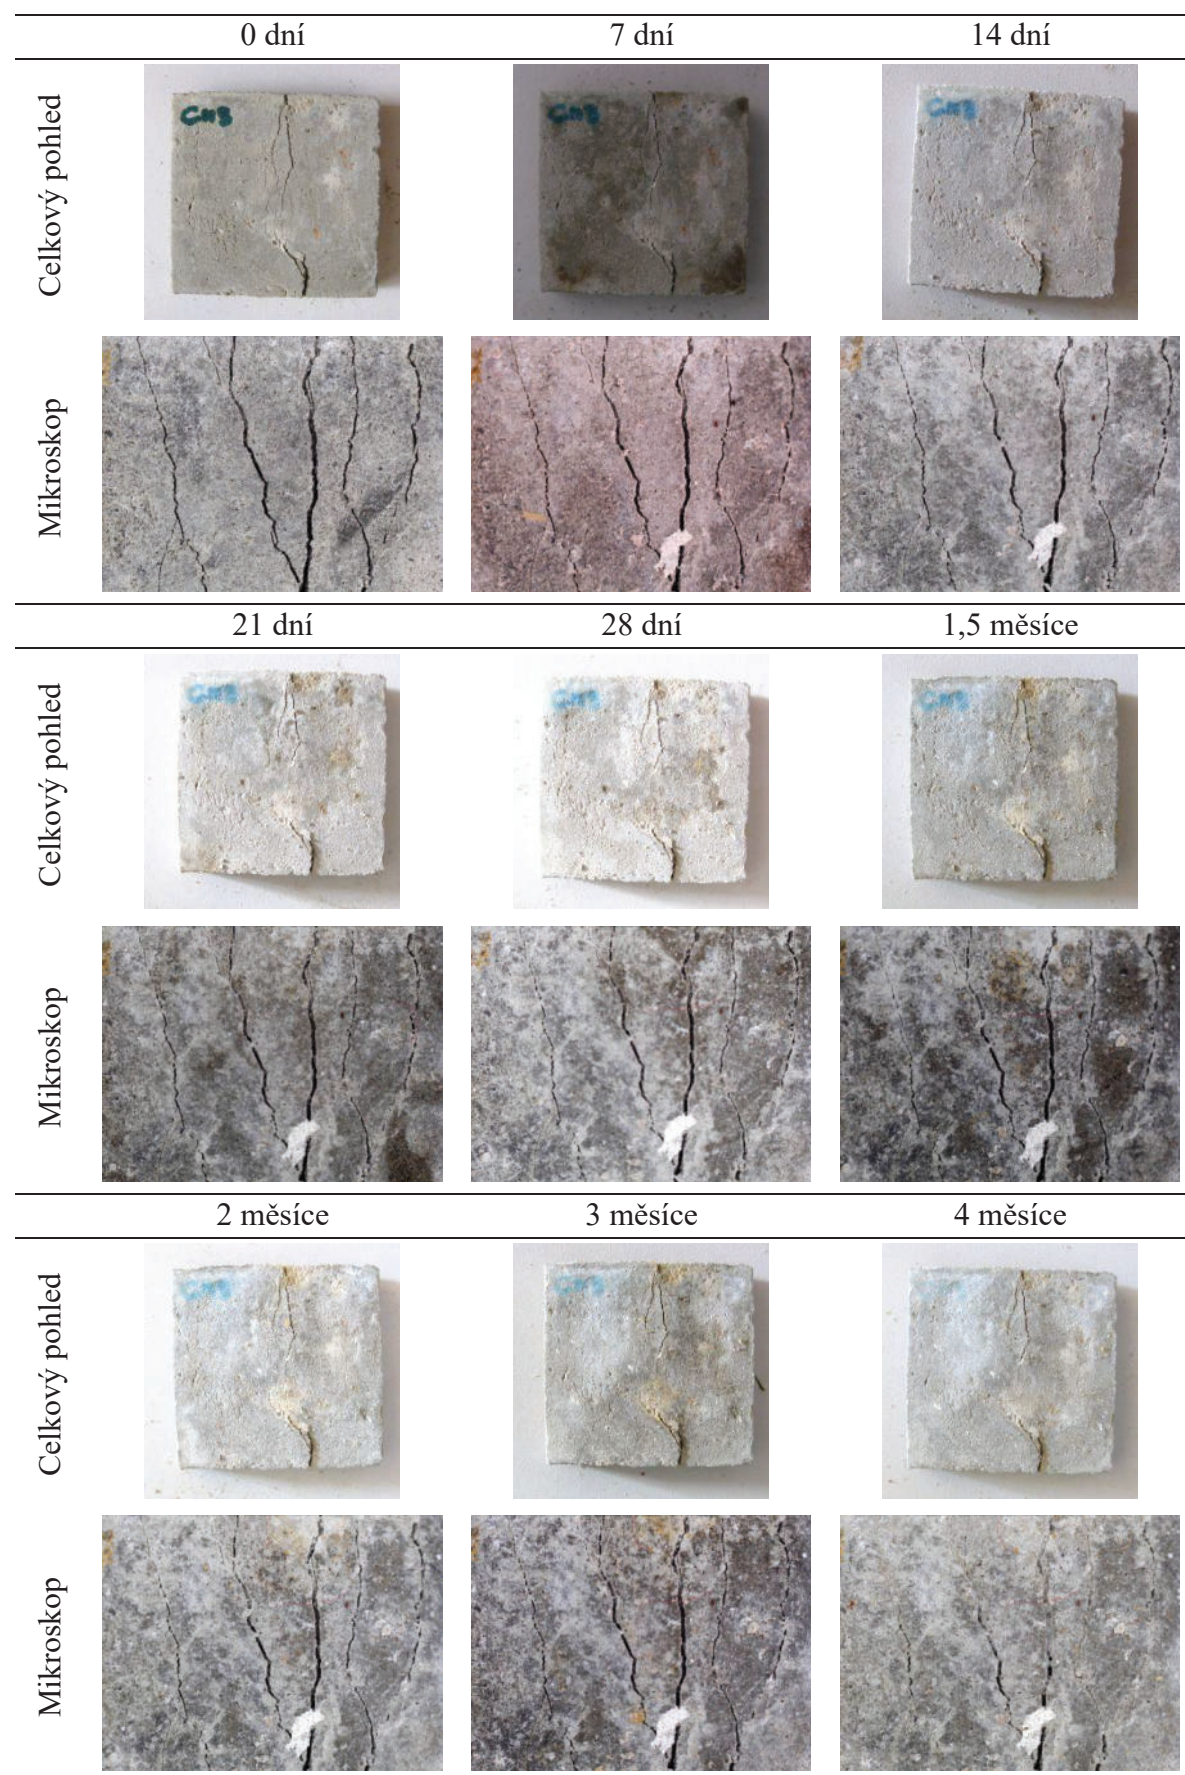 0 dní 7 dní 14 dní
Celkový pohled
Mikroskop
21 dní 28 dní 1,5 měsíce
Celkový pohled
Mikroskop
2 měsíce 3 měsíce 4 měsíce
Celkový pohled
Mikroskop